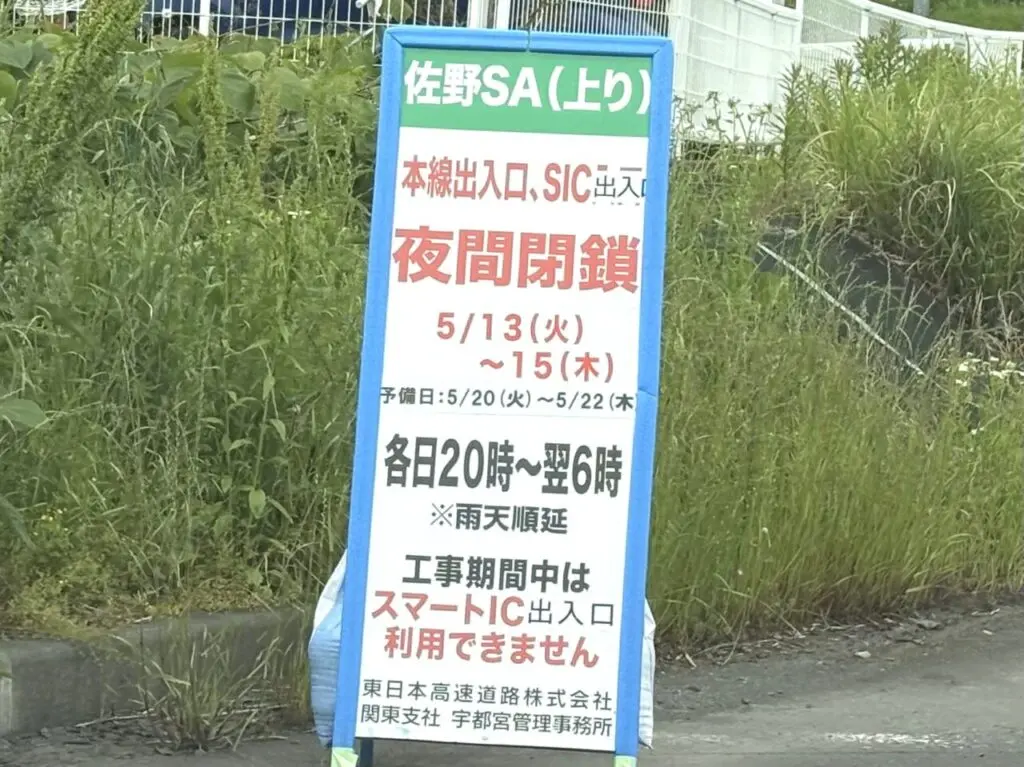 佐野SA(上り)
本線出入口、SIC出入口
夜間閉鎖
5/13(火)
~15(木)
予備日:5/20(火)~5/22(木
各日20時~翌6時
※雨天順延
工事期間中は
スマートIC出入口
利用できません
東日本高速道路株式会社
関東支社 宇都宮管理事務所